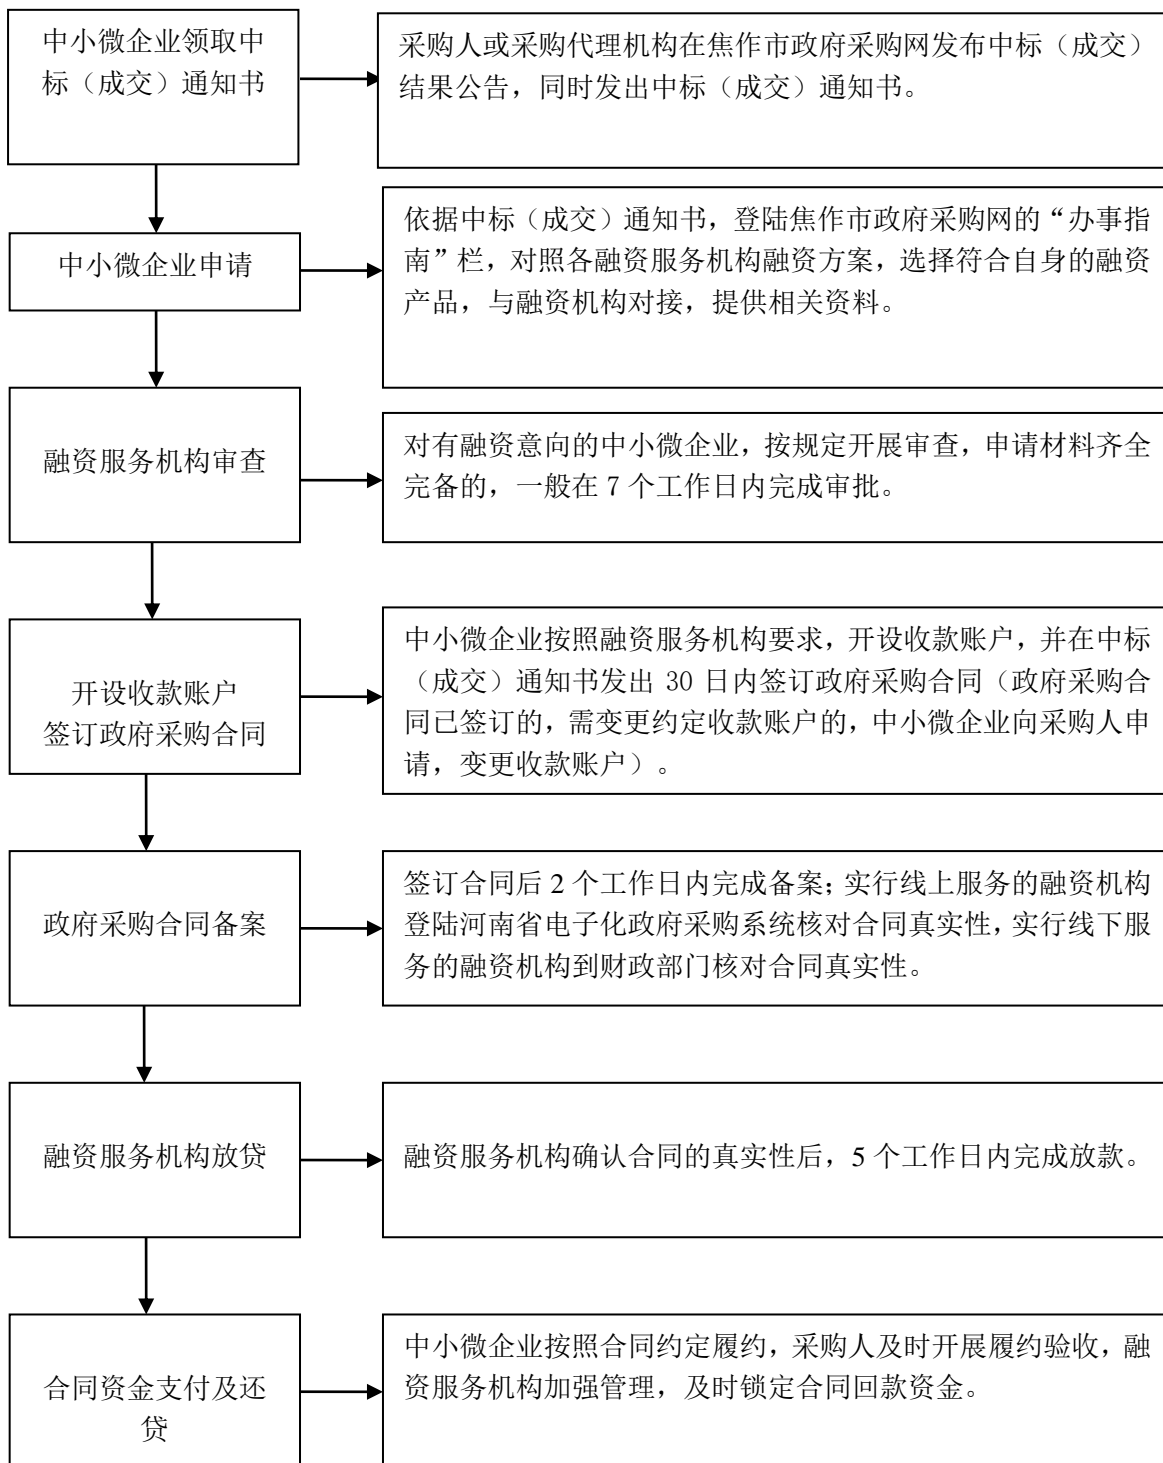 中小微企业领取中
标（成交）通知书
采购人或采购代理机构在焦作市政府采购网发布中标（成交）
结果公告，同时发出中标（成交）通知书。
中小微企业申请
依据中标（成交）通知书，登陆焦作市政府采购网的“办事指
南”栏，对照各融资服务机构融资方案，选择符合自身的融资
产品，与融资机构对接，提供相关资料。
融资服务机构审查
对有融资意向的中小微企业，按规定开展审查，申请材料齐全
完备的，一般在 7 个工作日内完成审批。
开设收款账户
签订政府采购合同
中小微企业按照融资服务机构要求，开设收款账户，并在中标
（成交）通知书发出 30 日内签订政府采购合同（政府采购合
同已签订的，需变更约定收款账户的，中小微企业向采购人申
请，变更收款账户）。
政府采购合同备案
签订合同后 2 个工作日内完成备案；实行线上服务的融资机构
登陆河南省电子化政府采购系统核对合同真实性，实行线下服
务的融资机构到财政部门核对合同真实性。
融资服务机构放贷
融资服务机构确认合同的真实性后，5 个工作日内完成放款。
合同资金支付及还
贷
中小微企业按照合同约定履约，采购人及时开展履约验收，融
资服务机构加强管理，及时锁定合同回款资金。